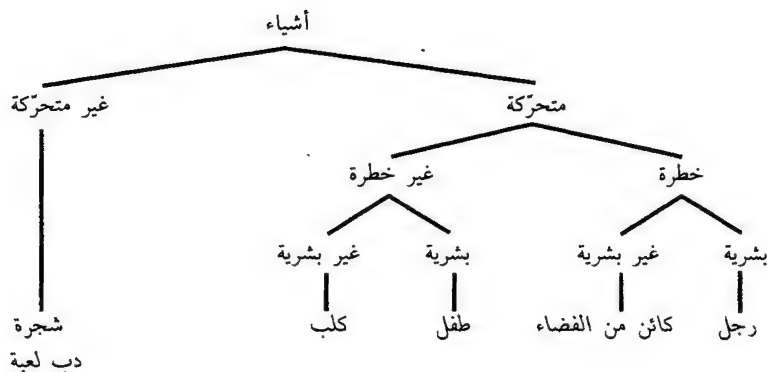 أشياء
متحرّكة غير متحرّكة
خطرة غير خطرة
بشرية غير بشرية بشرية غير بشرية
رجل كائن من الفضاء طفل كلب شجرة
دب لعبة